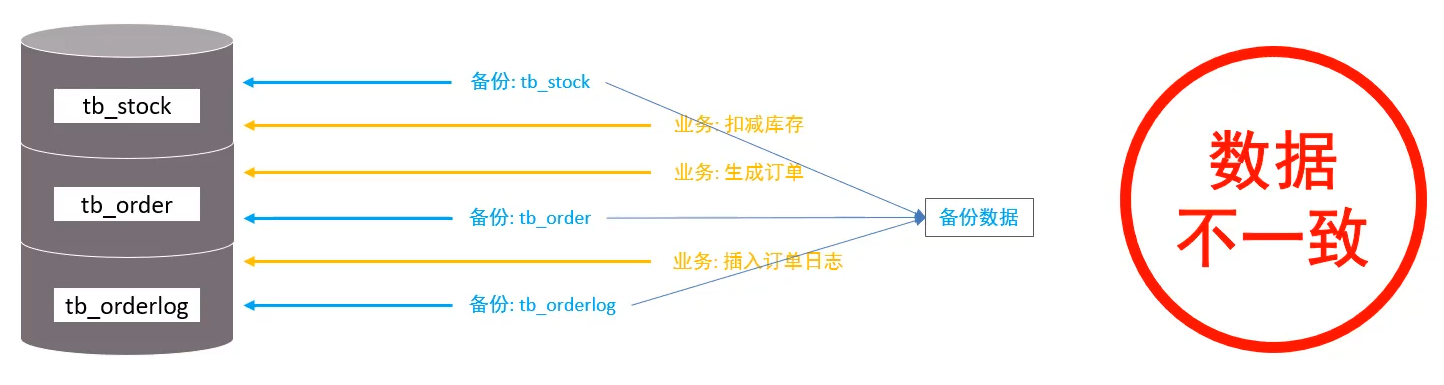 tb_stock
tb_order
tb_orderlog
备份: tb_stock
业务: 扣减库存
业务: 生成订单
备份: tb_order
业务: 插入订单日志
备份: tb_orderlog
备份数据
数据
不一致